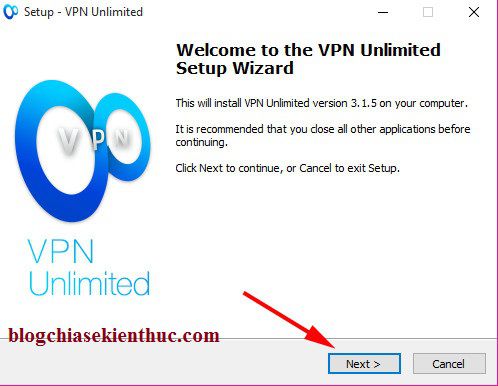 Setup - VPN Unlimited
Welcome to the VPN Unlimited
Setup Wizard
This will install VPN Unlimited version 3.1.5 on your computer.
It is recommended that you close all other applications before
continuing.
Click Next to continue, or Cancel to exit Setup.
VPN
VPN
Unlimited
blogchiasekienthuc.com
Next >
Cancel